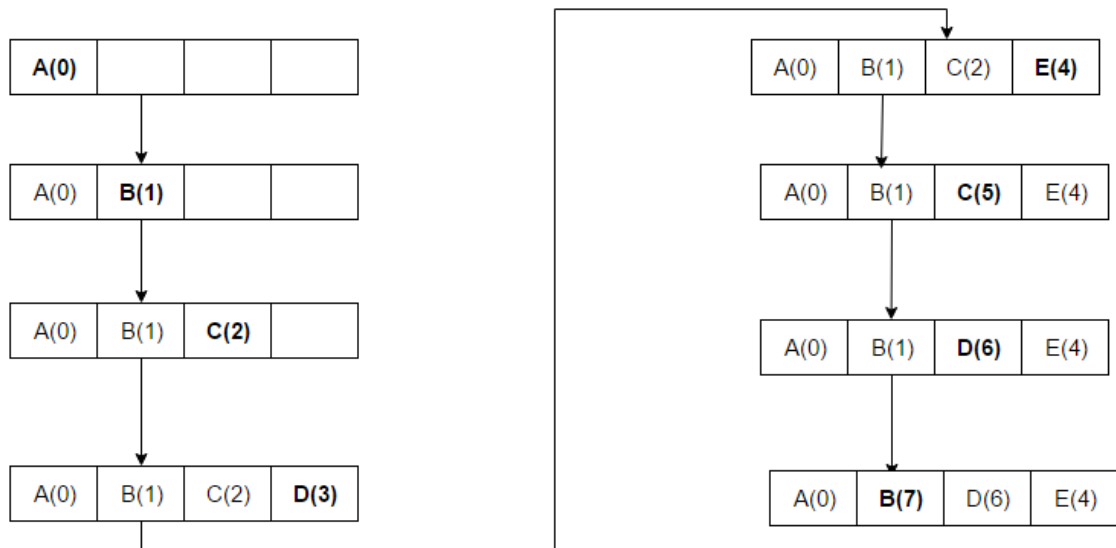 A(0)
A(0) B(1)
A(0) B(1) C(2)
A(0) B(1) C(2) D(3)
A(0) B(1) C(2) E(4)
A(0) B(1) C(5) E(4)
A(0) B(1) D(6) E(4)
A(0) B(7) D(6) E(4)